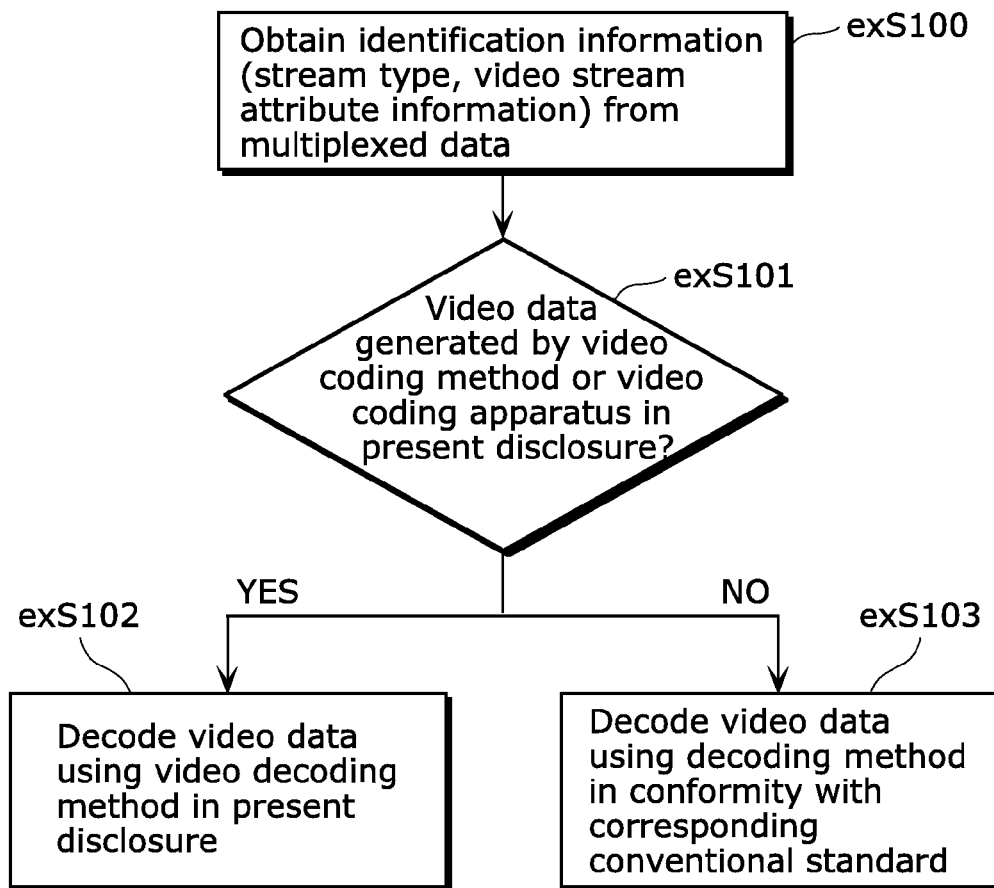 exS100
Obtain identification information
(stream type, video stream
attribute information) from
multiplexed data
exS101
Video data
generated by video
coding method or video
coding apparatus in
present disclosure?
YES
NO
exS102
exS103
Decode video data
using video decoding
method in present
disclosure
Decode video data
using decoding method
in conformity with
corresponding
conventional standard